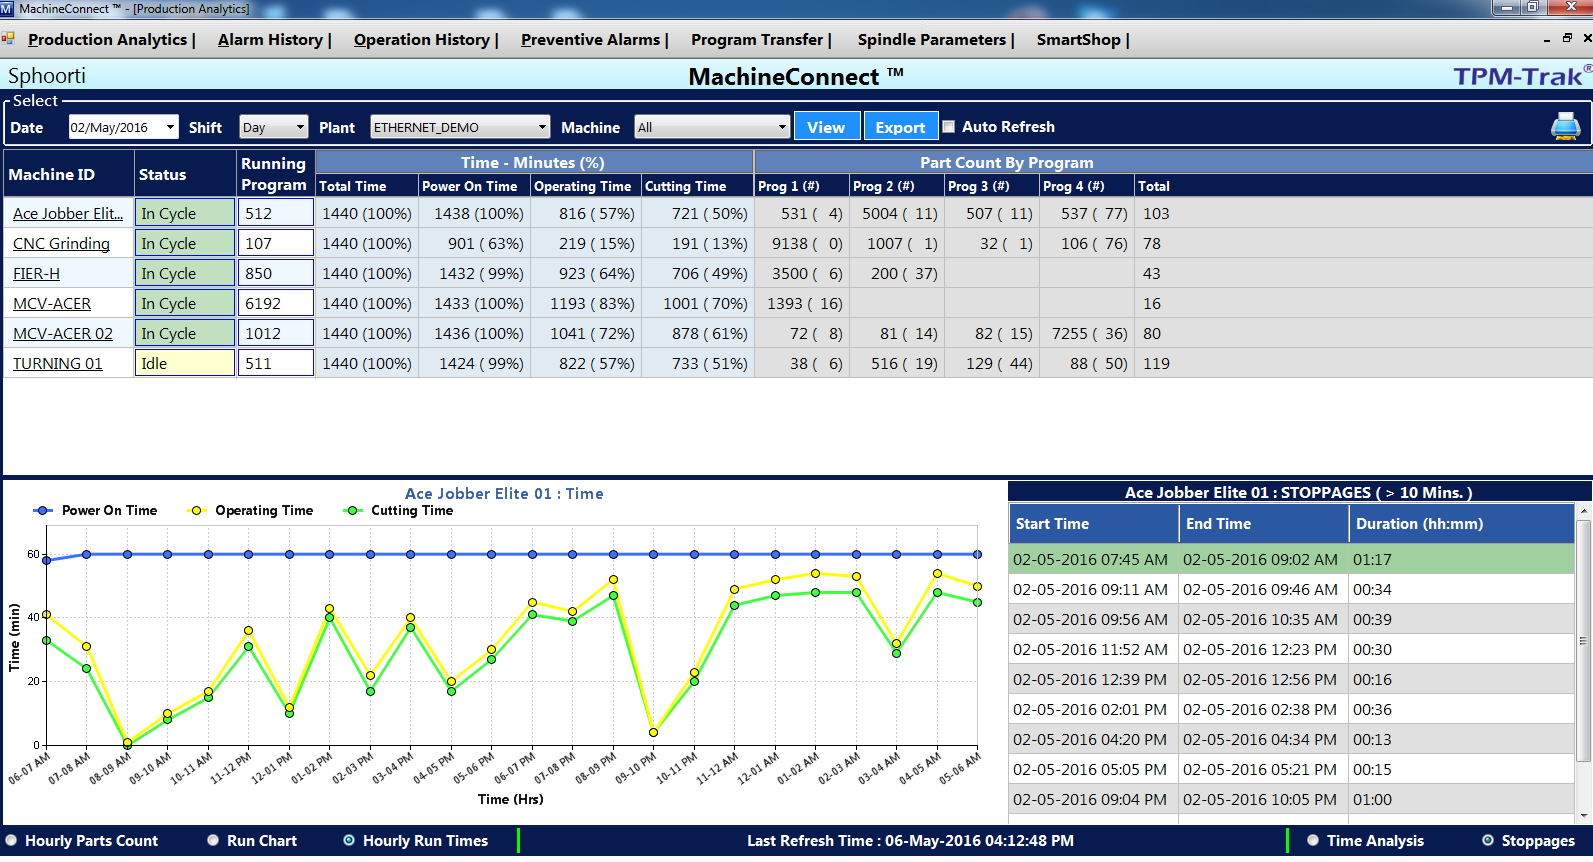 MachineConnect ™ - [Production Analytics]
Production Analytics | Alarm History | Operation History | Preventive Alarms | Program Transfer | Spindle Parameters | SmartShop |
Sphoorti MachineConnect ™ TPM-Trak®
Select
Date 02/May/2016 Shift Day Plant ETHERNET_DEMO Machine All View Export Auto Refresh
Machine ID Status Running Program Time - Minutes (%) Part Count By Program
Total Time Power On Time Operating Time Cutting Time Prog 1 (#) Prog 2 (#) Prog 3 (#) Prog 4 (#) Total
Ace Jobber Elit... In Cycle 512 1440 (100%) 1438 (100%) 816 ( 57%) 721 ( 50%) 531 ( 4) 5004 ( 11) 507 ( 11) 537 ( 77) 103
CNC Grinding In Cycle 107 1440 (100%) 901 ( 63%) 219 ( 15%) 191 ( 13%) 9138 ( 0) 1007 ( 1) 32 ( 1) 106 ( 76) 78
FIER-H In Cycle 850 1440 (100%) 1432 ( 99%) 923 ( 64%) 706 ( 49%) 3500 ( 6) 200 ( 37) 43
MCV-ACER In Cycle 6192 1440 (100%) 1433 (100%) 1193 ( 83%) 1001 ( 70%) 1393 ( 16) 16
MCV-ACER 02 In Cycle 1012 1440 (100%) 1436 (100%) 1041 ( 72%) 878 ( 61%) 72 ( 8) 81 ( 14) 82 ( 15) 7255 ( 36) 80
TURNING 01 Idle 511 1440 (100%) 1424 ( 99%) 822 ( 57%) 733 ( 51%) 38 ( 6) 516 ( 19) 129 ( 44) 88 ( 50) 119
Ace Jobber Elite 01 : Time
Power On Time Operating Time Cutting Time
60
40
20
0
Time (min)
06-07 AM 07-08 AM 08-09 AM 09-10 AM 10-11 AM 11-12 PM 12-01 PM 01-02 PM 02-03 PM 03-04 PM 04-05 PM 05-06 PM 06-07 PM 07-08 PM 08-09 PM 09-10 PM 10-11 PM 11-12 AM 12-01 AM 01-02 AM 02-03 AM 03-04 AM 04-05 AM 05-06 AM
Time (Hrs)
Ace Jobber Elite 01 : STOPPAGES ( > 10 Mins. )
Start Time End Time Duration (hh:mm)
02-05-2016 07:45 AM 02-05-2016 09:02 AM 01:17
02-05-2016 09:11 AM 02-05-2016 09:46 AM 00:34
02-05-2016 09:56 AM 02-05-2016 10:35 AM 00:39
02-05-2016 11:52 AM 02-05-2016 12:23 PM 00:30
02-05-2016 12:39 PM 02-05-2016 12:56 PM 00:16
02-05-2016 02:01 PM 02-05-2016 02:38 PM 00:36
02-05-2016 04:20 PM 02-05-2016 04:34 PM 00:13
02-05-2016 05:05 PM 02-05-2016 05:21 PM 00:15
02-05-2016 09:04 PM 02-05-2016 10:05 PM 01:00
Hourly Parts Count Run Chart Hourly Run Times Last Refresh Time : 06-May-2016 04:12:48 PM Time Analysis Stoppages